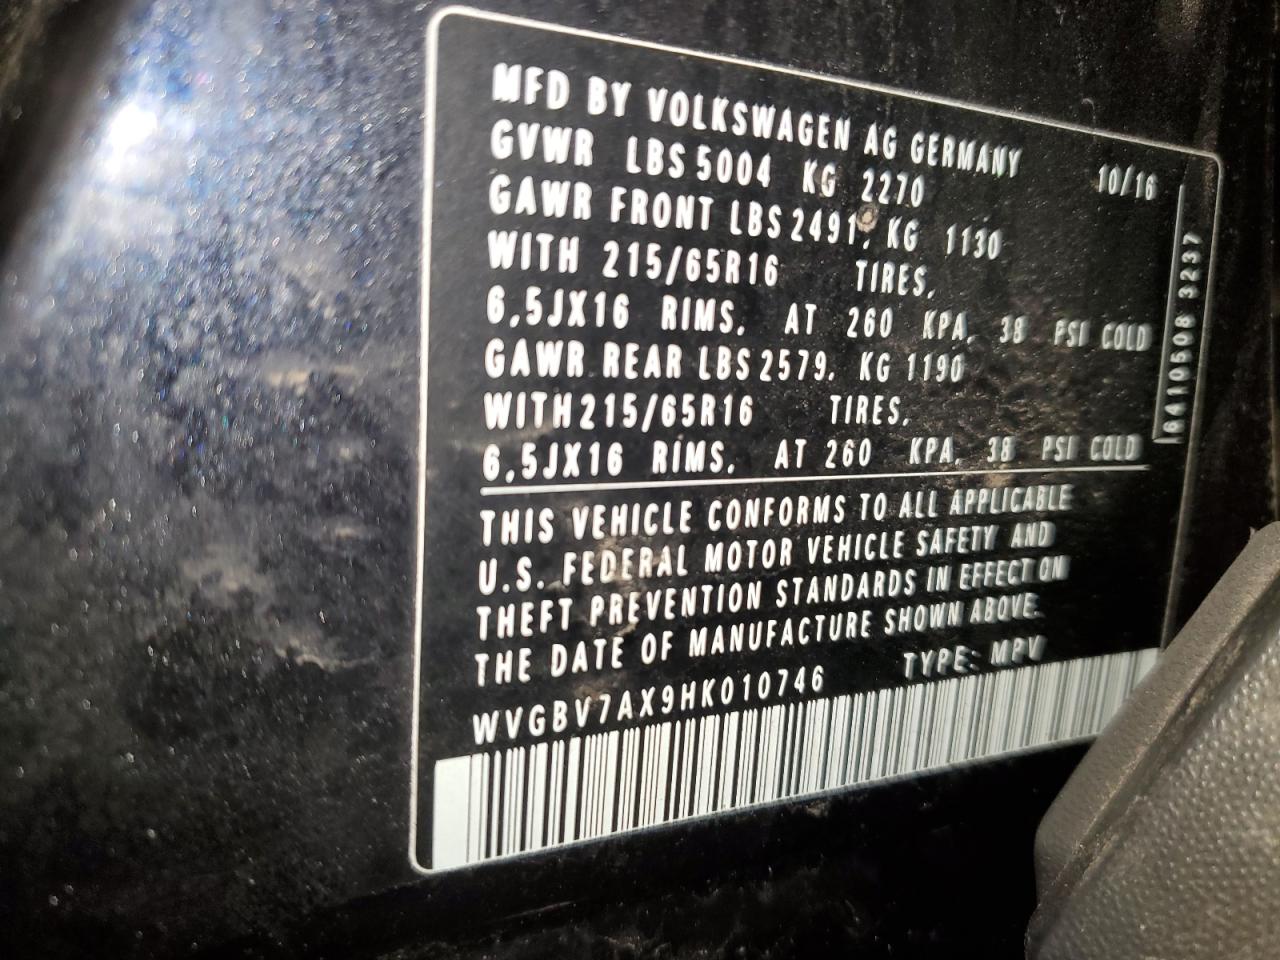 MFD BY VOLKSWAGEN AG GERMANY 10/16
GVWR LBS 5004 KG 2270
GAWR FRONT LBS 2491, KG 1130
WITH 215/65R16 TIRES,
6,5JX16 RIMS, AT 260 KPA, 38 PSI COLD
GAWR REAR LBS 2579, KG 1190
WITH 215/65R16 TIRES,
6,5JX16 RIMS, AT 260 KPA, 38 PSI COLD
THIS VEHICLE CONFORMS TO ALL APPLICABLE
U.S. FEDERAL MOTOR VEHICLE SAFETY AND
THEFT PREVENTION STANDARDS IN EFFECT ON
THE DATE OF MANUFACTURE SHOWN ABOVE.
WVGBV7AX9HK010746 TYPE: MPV
6410508 3237